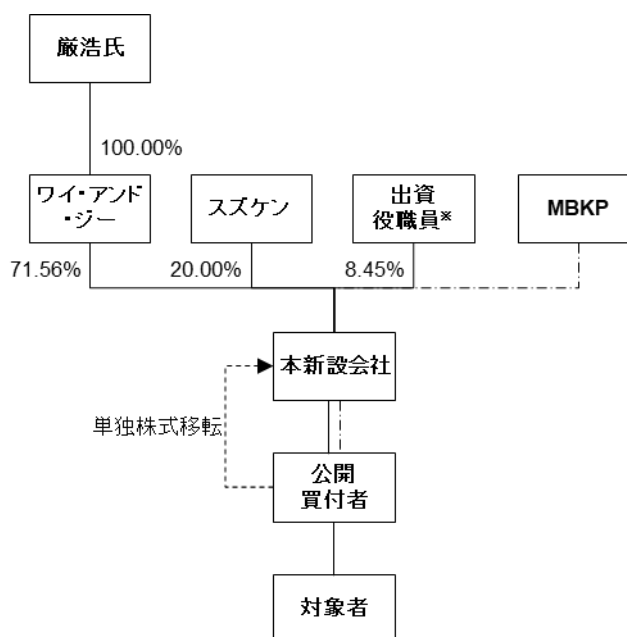 厳浩氏
100.00%
ワイ・アンド
・ジー
スズケン
出資
役職員※
MBKP
71.56%
20.00%
8.45%
本新設会社
単独株式移転
公開
買付者
対象者